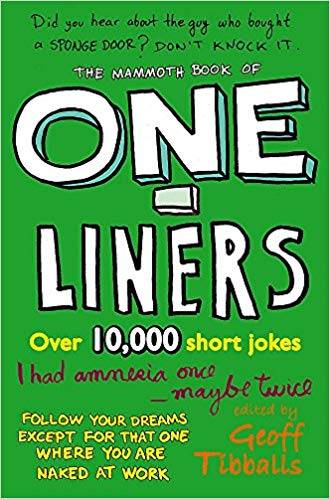 Did you hear about the guy who bought
a SPONGE DOOR? DON'T KNOCK IT.
THE MAMMOTH BOOK OF
ONE
-
LINERS
Over 10,000 short jokes
I had amnesia once
– maybe twice
edited by
Geoff
Tibballs
FOLLOW YOUR DREAMS
EXCEPT FOR THAT ONE
WHERE YOU ARE
NAKED AT WORK